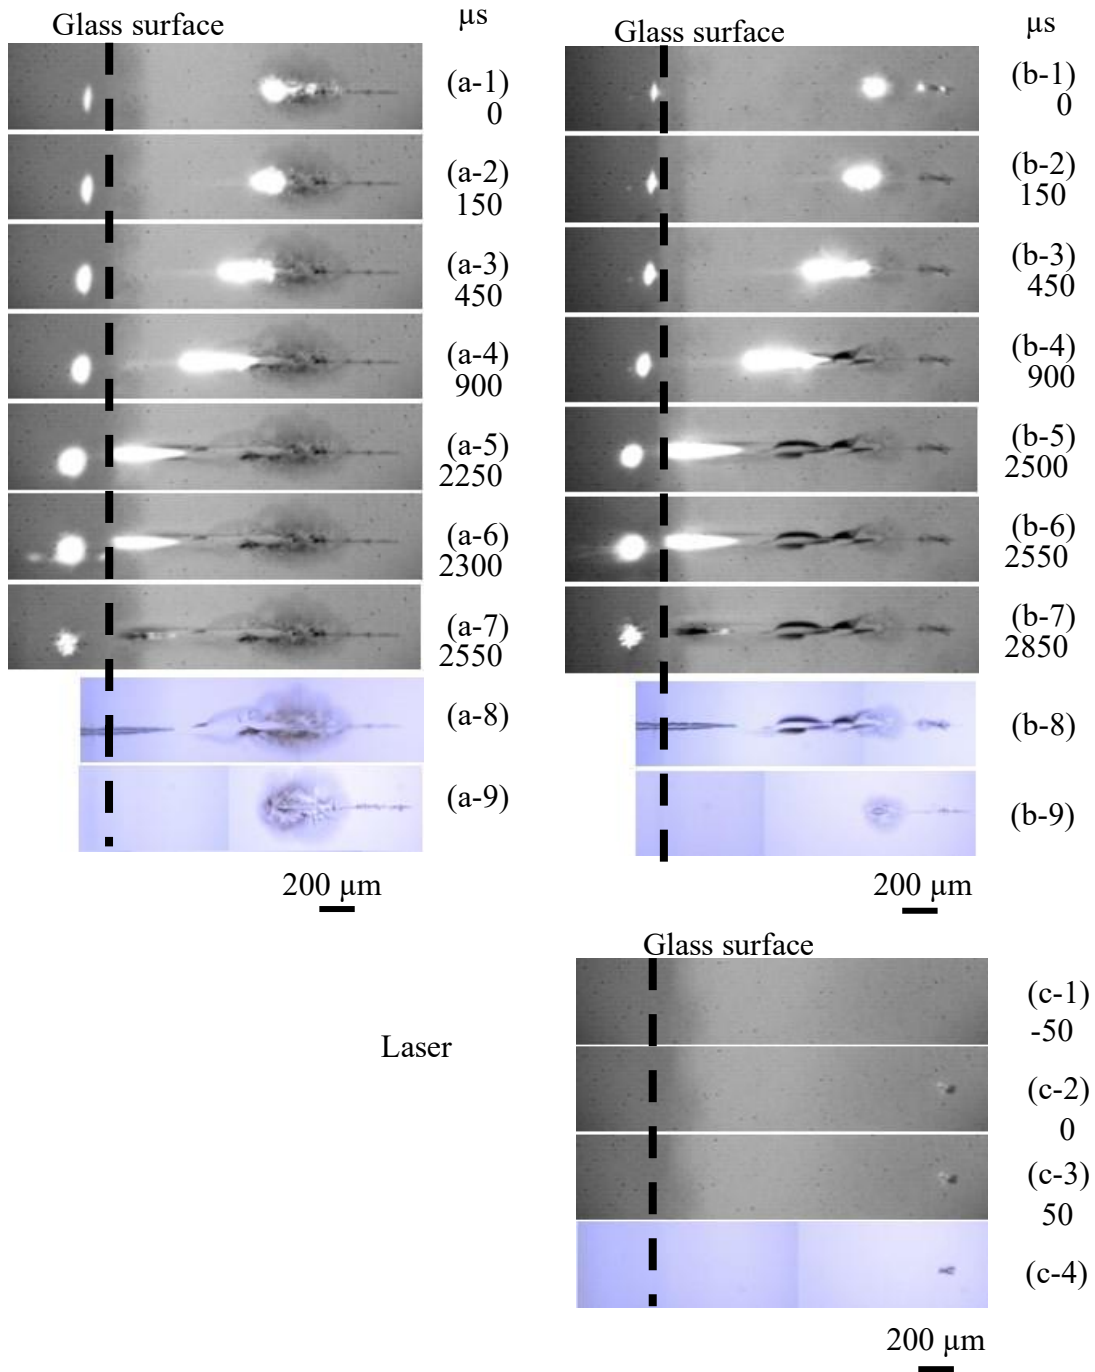 Glass surface
µs
(a-1)
0
(a-2)
150
(a-3)
450
(a-4)
900
(a-5)
2250
(a-6)
2300
(a-7)
2550
(a-8)
(a-9)
200 µm
Glass surface
µs
(b-1)
0
(b-2)
150
(b-3)
450
(b-4)
900
(b-5)
2500
(b-6)
2550
(b-7)
2850
(b-8)
(b-9)
200 µm
Laser
Glass surface
(c-1)
-50
(c-2)
0
(c-3)
50
(c-4)
200 µm